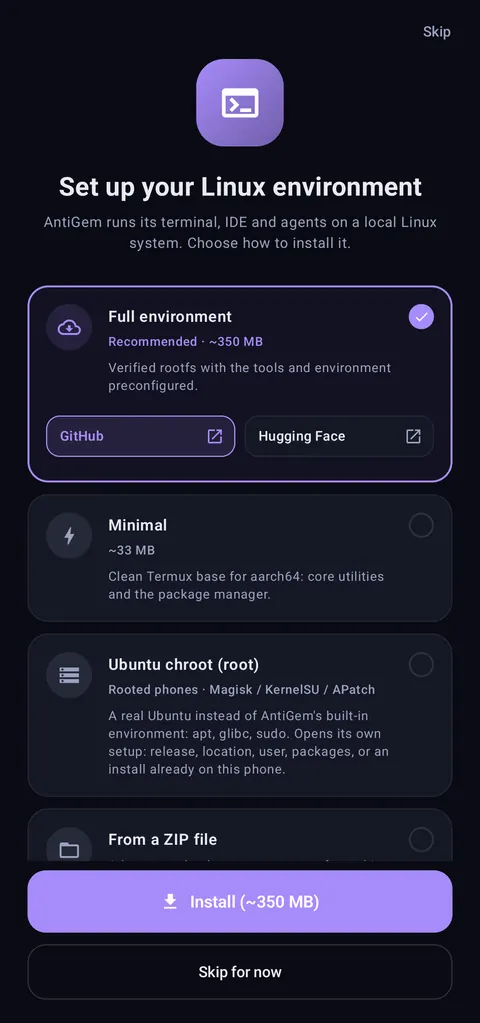 Skip
Set up your Linux environment
AntiGem runs its terminal, IDE and agents on a local Linux
system. Choose how to install it.
Full environment
Recommended · ~350 MB
Verified rootfs with the tools and environment
preconfigured.
GitHub
Hugging Face
Minimal
~33 MB
Clean Termux base for aarch64: core utilities
and the package manager.
Ubuntu chroot (root)
Rooted phones · Magisk / KernelSU / APatch
A real Ubuntu instead of AntiGem's built-in
environment: apt, glibc, sudo. Opens its own
setup: release, location, user, packages, or an
install already on this phone.
From a ZIP file
Install (~350 MB)
Skip for now